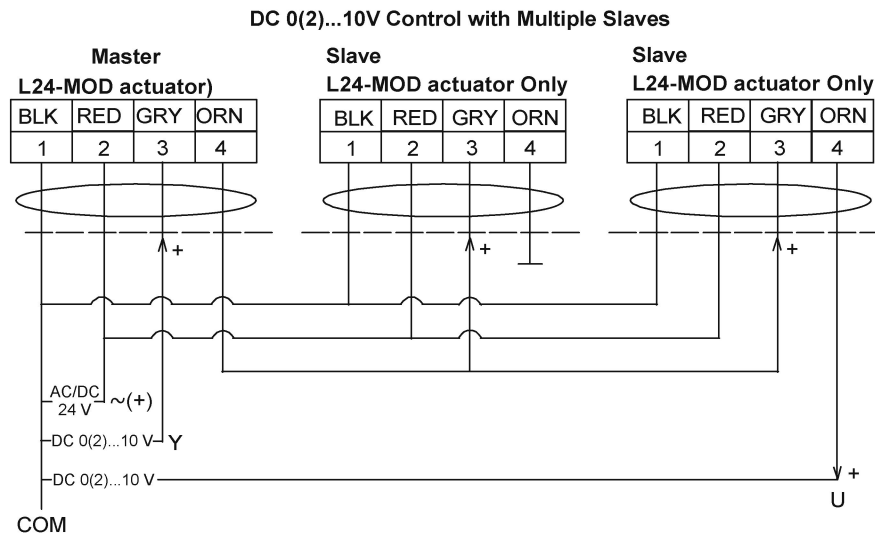 DC 0(2)...10V Control with Multiple Slaves
Master
L24-MOD actuator)
Slave
L24-MOD actuator Only
Slave
L24-MOD actuator Only
BLK RED GRY ORN
1 2 3 4
BLK RED GRY ORN
1 2 3 4
BLK RED GRY ORN
1 2 3 4
+
+
+
AC/DC
24 V
~(+)
DC 0(2)...10 V
Y
DC 0(2)...10 V
+
U
COM